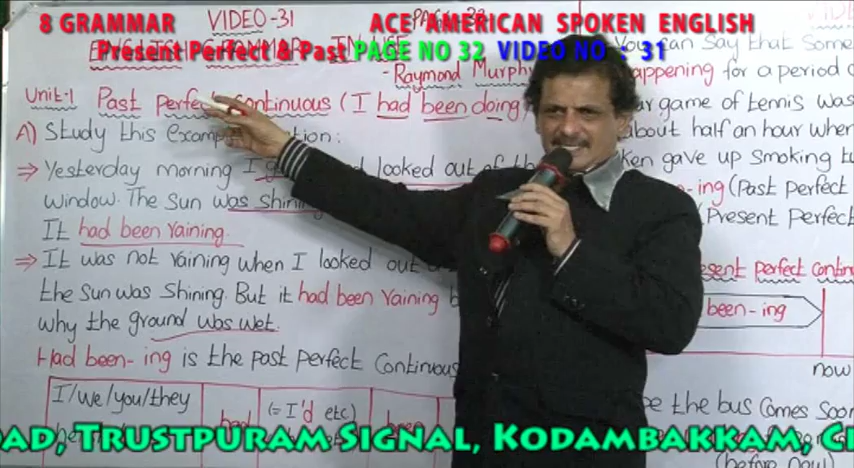 8 GRAMMAR VIDEO-31 ACE AMERICAN SPOKEN ENGLISH
Present Perfect & Past PAGE NO 32 VIDEO NO : 31
IN USE
- Raymond Murphy
Unit-1 Past perfect continuous (I had been doing)
A) Study this example
⇒ Yesterday morning I looked out of
window. The sun was shining
It had been raining.
⇒ It was not raining when I looked out
the sun was shining. But it had been raining
why the ground was wet.
Had been-ing is the past perfect continuous
I/we/you/they had (= I'd etc) been
You can say that some
happening for a period o
game of tennis was
about half an hour when
gave up smoking
-ing (Past perfect
(Present perfect
perfect
been-ing
now
the bus comes soon
(before now)
TRUSTPURAM SIGNAL, KODAMBAKKAM,